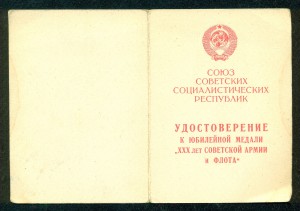 СОЮЗ
СОВЕТСКИХ
СОЦИАЛИСТИЧЕСКИХ
РЕСПУБЛИК
УДОСТОВЕРЕНИЕ
К ЮБИЛЕЙНОЙ МЕДАЛИ
„XXX лет СОВЕТСКОЙ АРМИИ
и ФЛОТА“